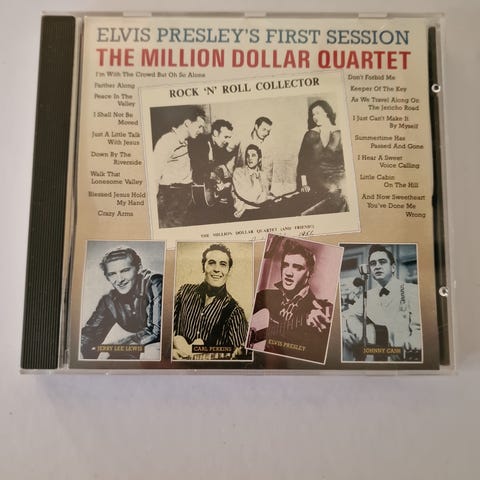 ELVIS PRESLEY'S FIRST SESSION
THE MILLION DOLLAR QUARTET
I'm With The Crowd But Oh So Alone
Farther Along
Peace In The
Valley
I Shall Not Be
Moved
Just A Little Talk
With Jesus
Down By The
Riverside
Walk That
Lonesome Valley
Blessed Jesus Hold
My Hand
Crazy Arms
ROCK 'N' ROLL COLLECTOR
THE MILLION DOLLAR QUARTET (AND FRIEND)
Don't Forbid Me
Keeper Of The Key
As We Travel Along On
The Jericho Road
I Just Can't Make It
By Myself
Summertime Has
Passed And Gone
I Hear A Sweet
Voice Calling
Little Cabin
On The Hill
And Now Sweetheart
You've Done Me
Wrong
JERRY LEE LEWIS
CARL PERKINS
ELVIS PRESLEY
JOHNNY CASH